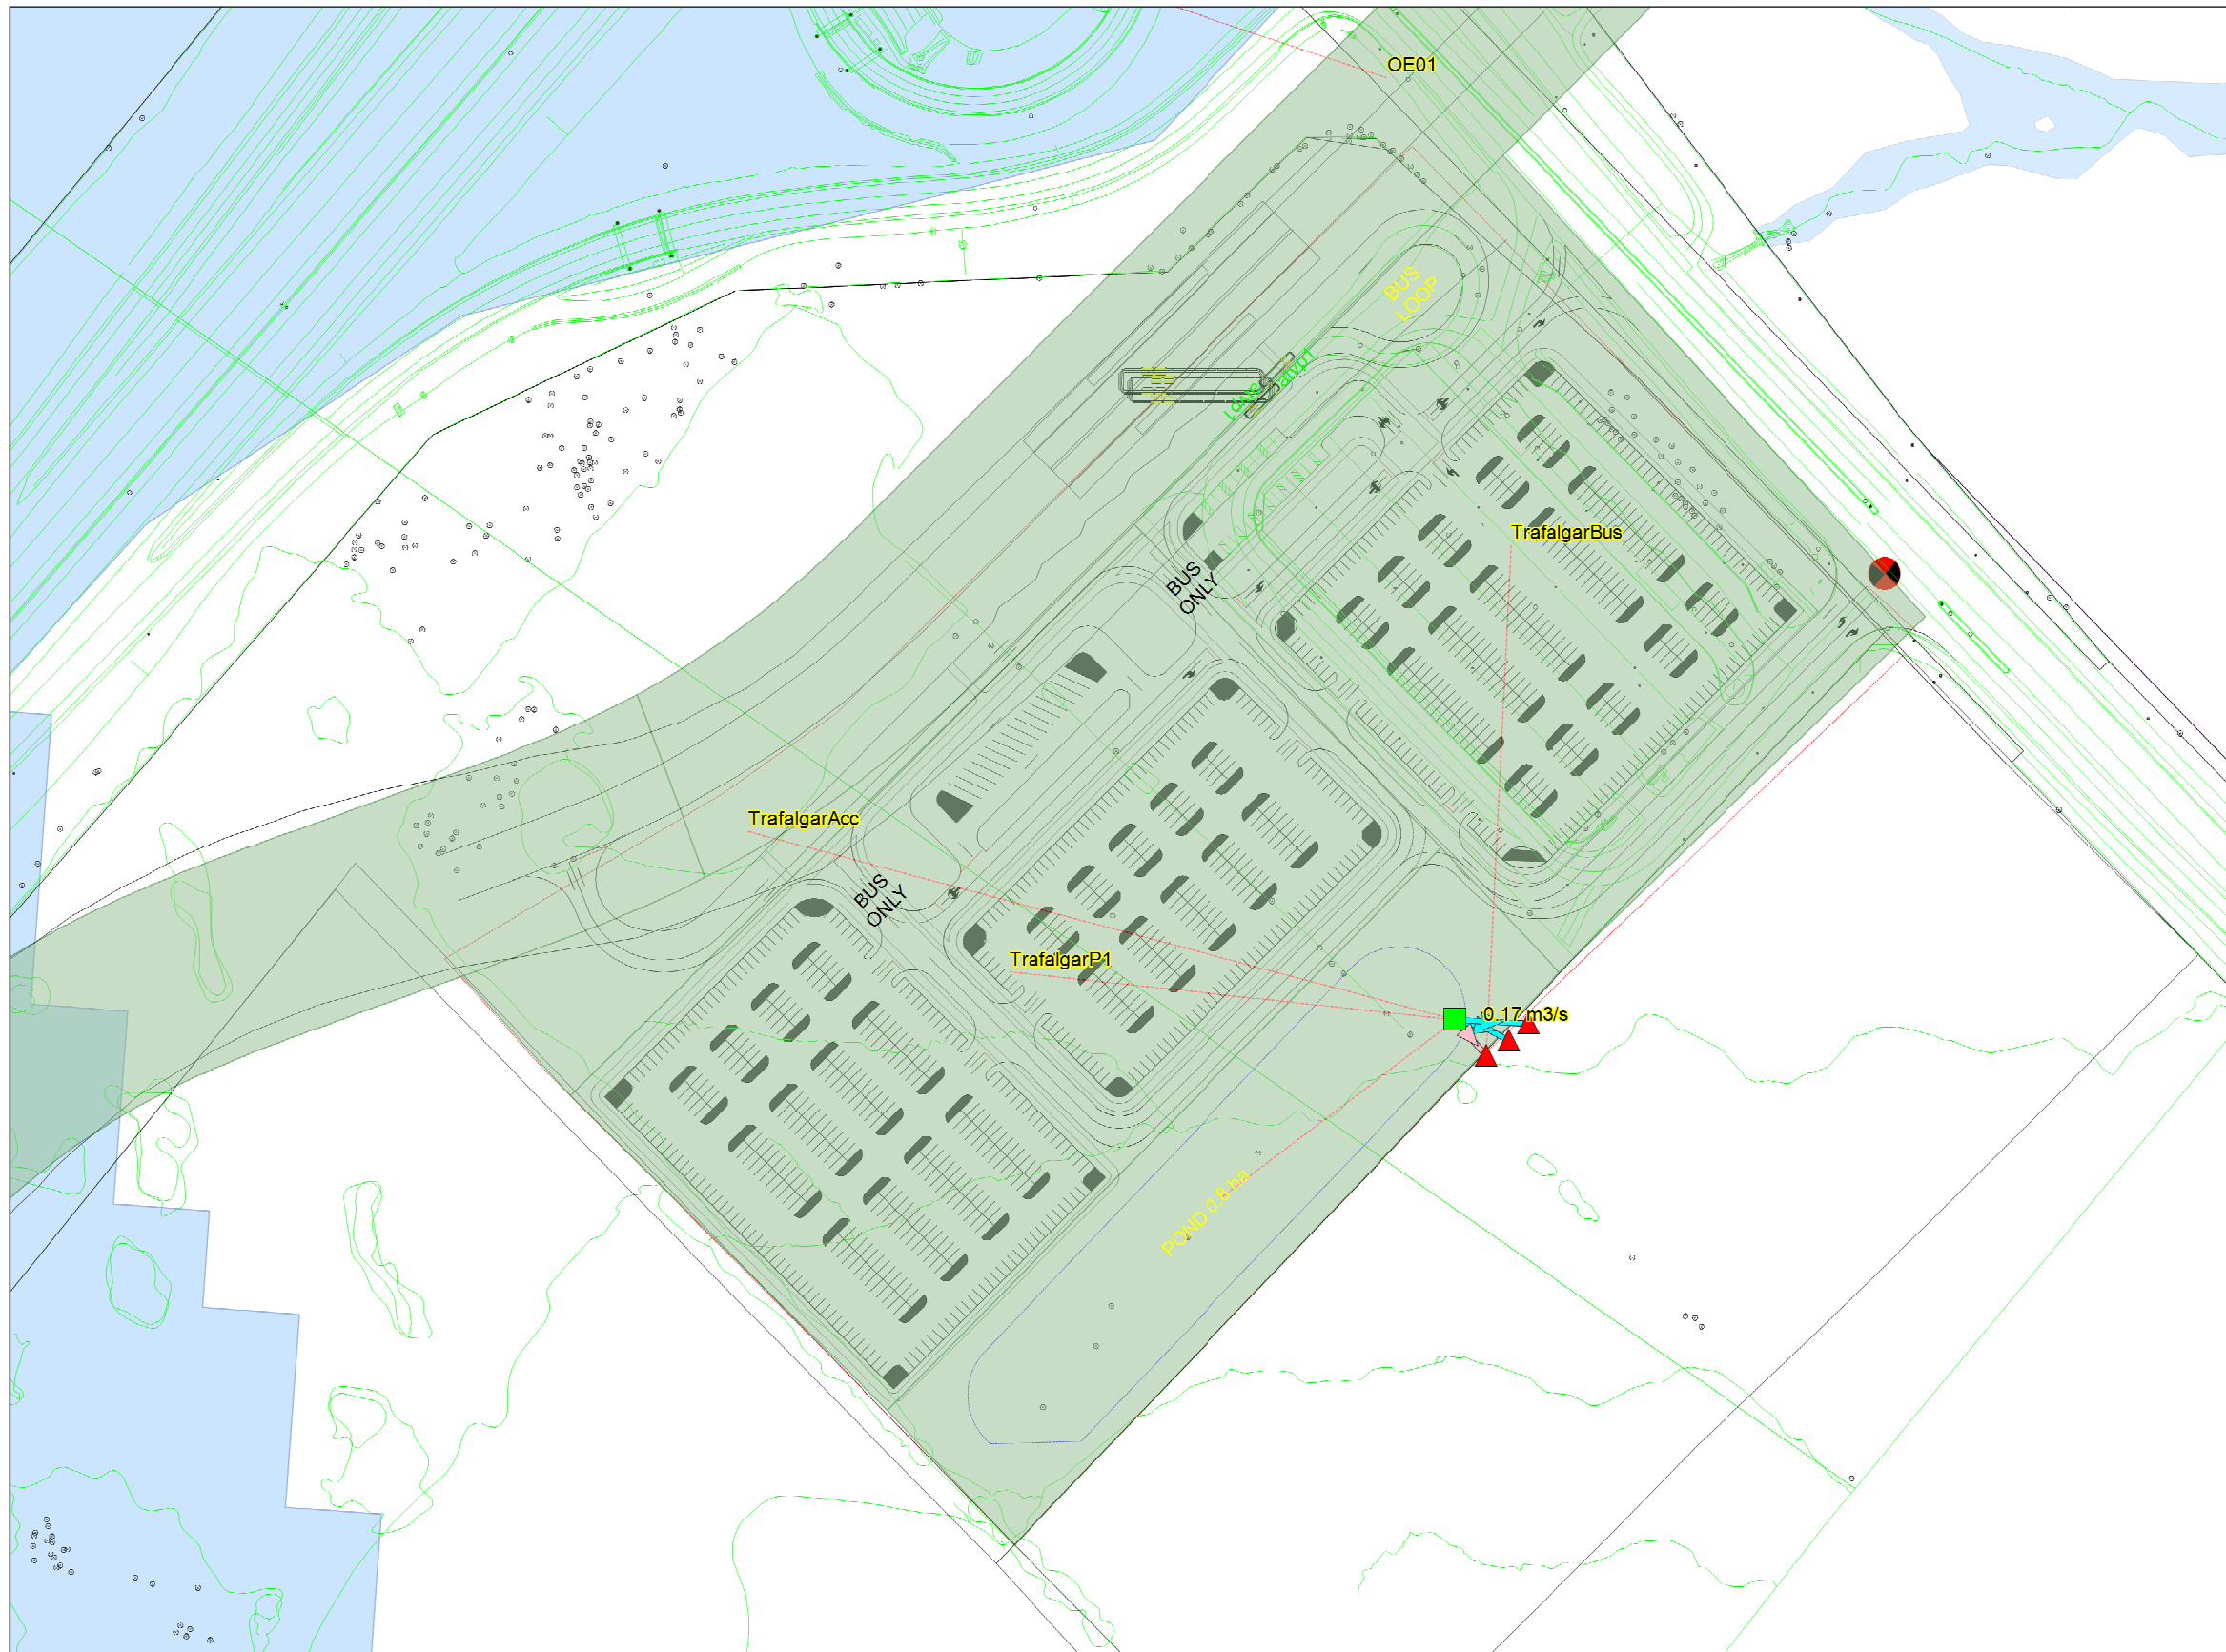 OE01
BUS
LOOP
TrafalgarBus
BUS
ONLY
TrafalgarAcc
BUS
ONLY
TrafalgarP1
0.17 m3/s
POND 0.8 ha